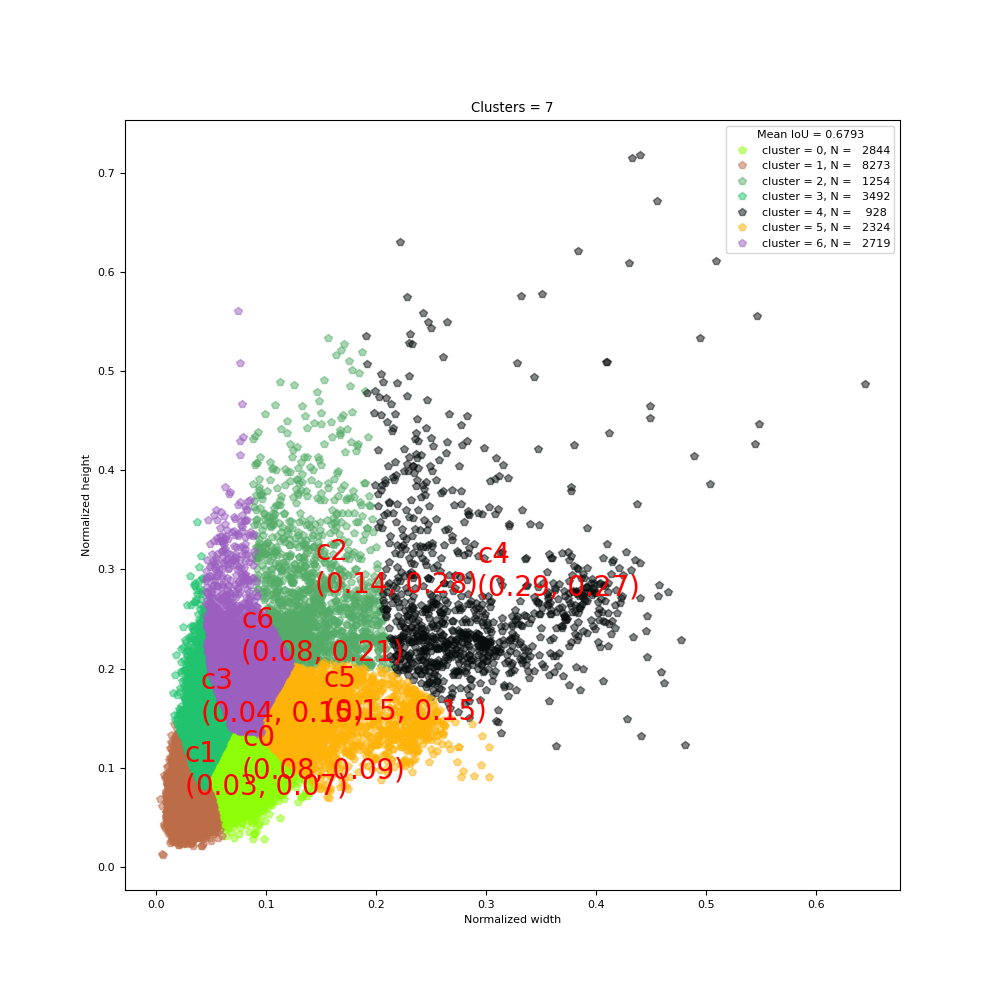 Clusters = 7
Mean IoU = 0.6793
cluster = 0, N = 2844
cluster = 1, N = 8273
cluster = 2, N = 1254
cluster = 3, N = 3492
cluster = 4, N = 928
cluster = 5, N = 2324
cluster = 6, N = 2719
Normalized height
0.7
0.6
0.5
0.4
0.3
0.2
0.1
0.0
c2
(0.14, 0.28)
c4
(0.29, 0.27)
c6
(0.08, 0.21)
c3
(0.04, 0.15)
c5
(0.15, 0.15)
c0
(0.08, 0.09)
c1
(0.03, 0.07)
0.0 0.1 0.2 0.3 0.4 0.5 0.6
Normalized width